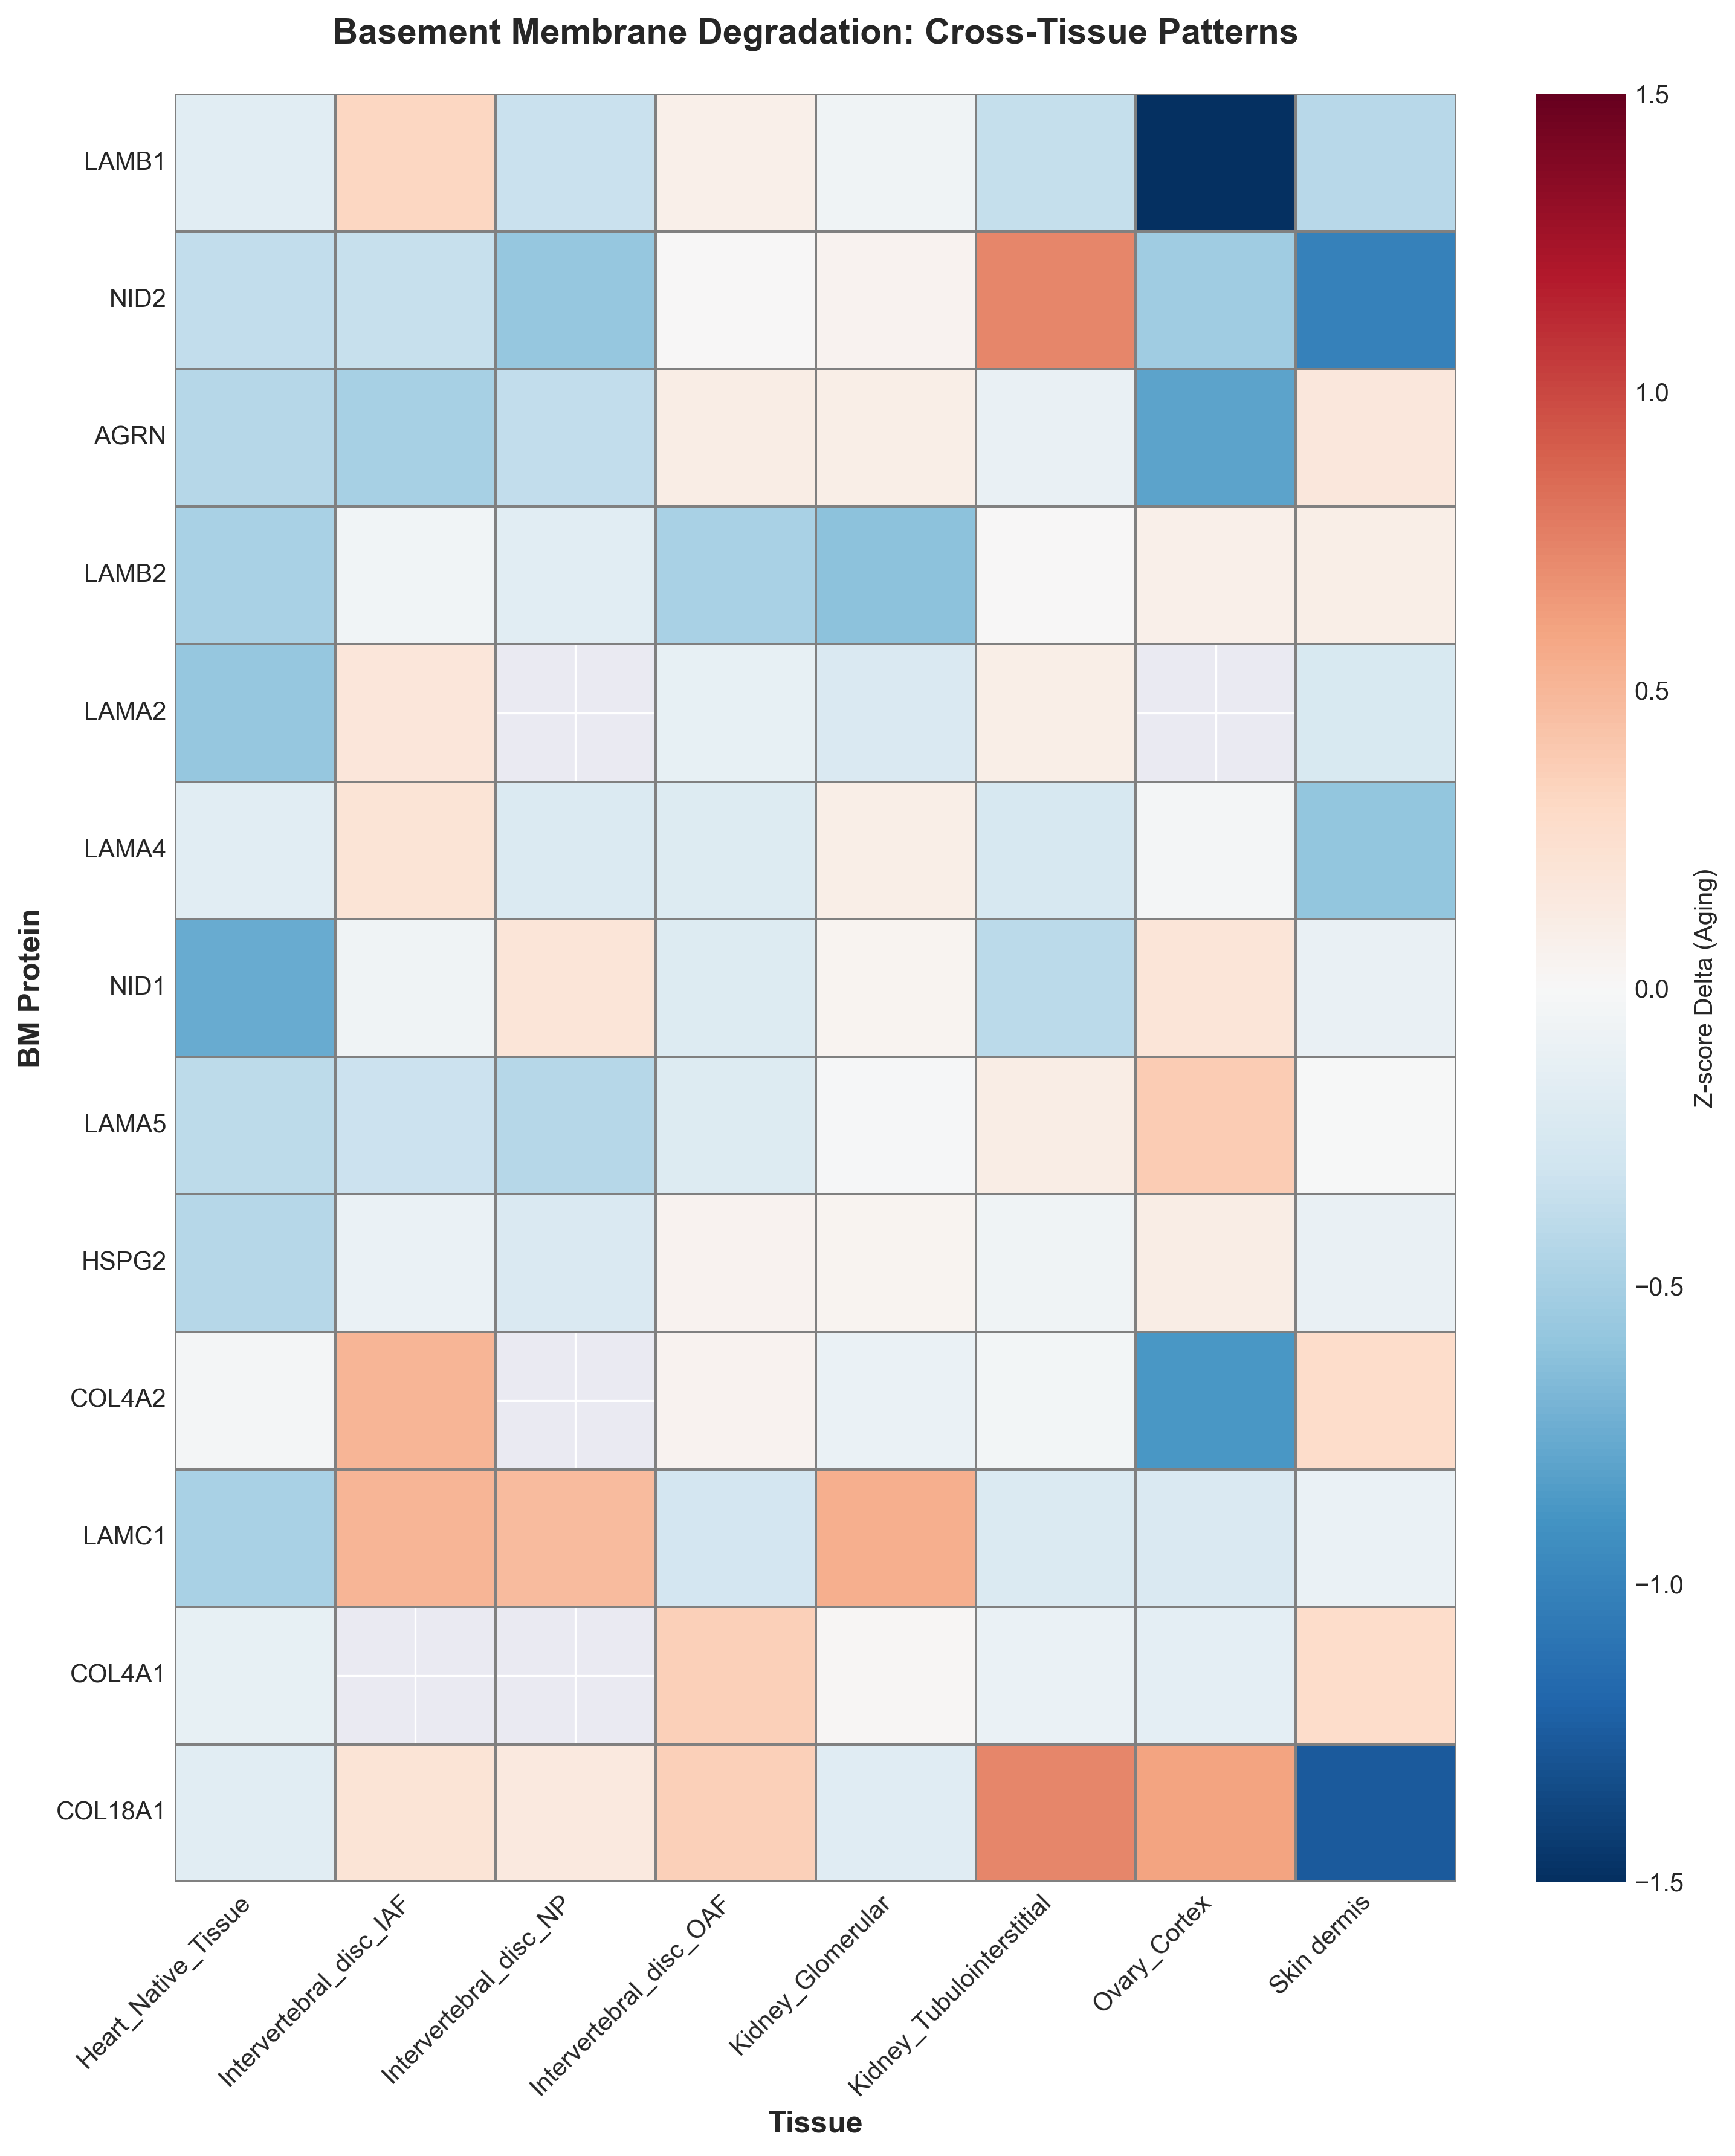 Basement Membrane Degradation: Cross-Tissue Patterns
BM Protein
LAMB1
NID2
AGRN
LAMB2
LAMA2
LAMA4
NID1
LAMA5
HSPG2
COL4A2
LAMC1
COL4A1
COL18A1
Heart_Native_Tissue
Intervertebral_disc_IAF
Intervertebral_disc_NP
Intervertebral_disc_OAF
Kidney_Glomerular
Kidney_Tubulointerstitial
Ovary_Cortex
Skin dermis
Tissue
1.5
1.0
0.5
0.0
−0.5
−1.0
−1.5
Z-score Delta (Aging)